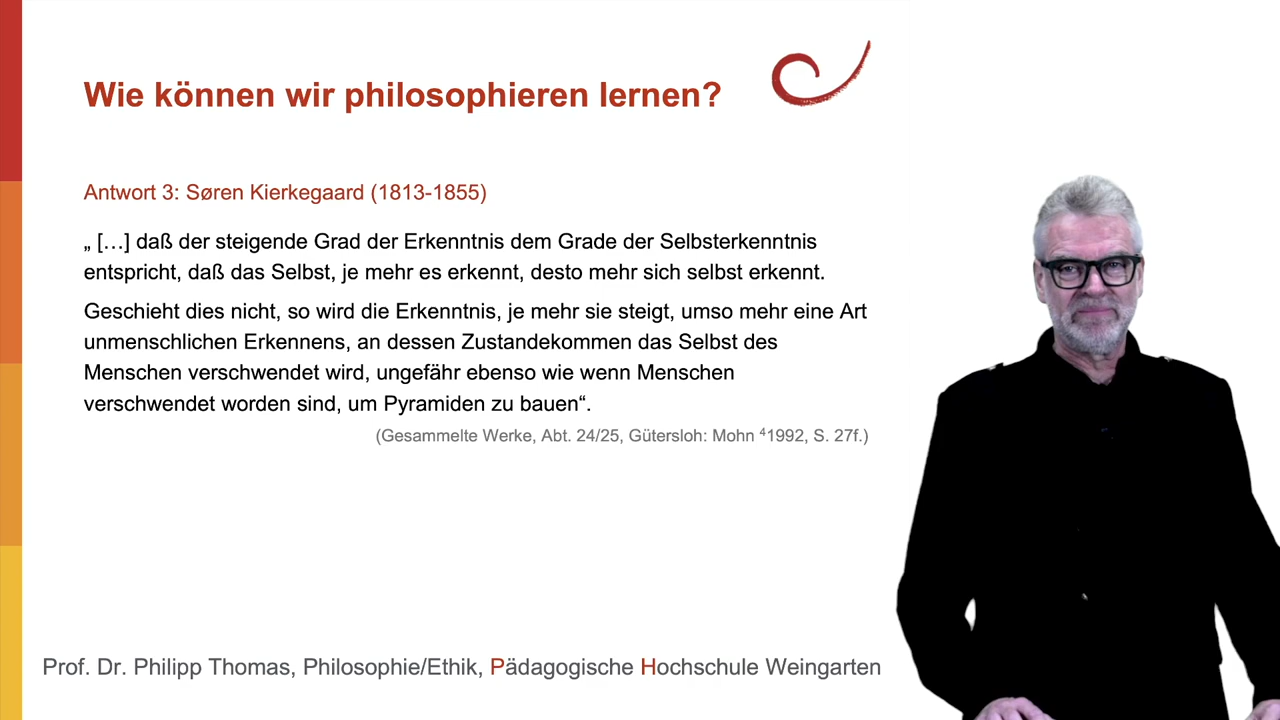 Wie können wir philosophieren lernen?
Antwort 3: Søren Kierkegaard (1813-1855)
„ […] daß der steigende Grad der Erkenntnis dem Grade der Selbsterkenntnis
entspricht, daß das Selbst, je mehr es erkennt, desto mehr sich selbst erkennt.
Geschieht dies nicht, so wird die Erkenntnis, je mehr sie steigt, umso mehr eine Art
unmenschlichen Erkennens, an dessen Zustandekommen das Selbst des
Menschen verschwendet wird, ungefähr ebenso wie wenn Menschen
verschwendet worden sind, um Pyramiden zu bauen“.
(Gesammelte Werke, Abt. 24/25, Gütersloh: Mohn ⁴1992, S. 27f.)
Prof. Dr. Philipp Thomas, Philosophie/Ethik, Pädagogische Hochschule Weingarten